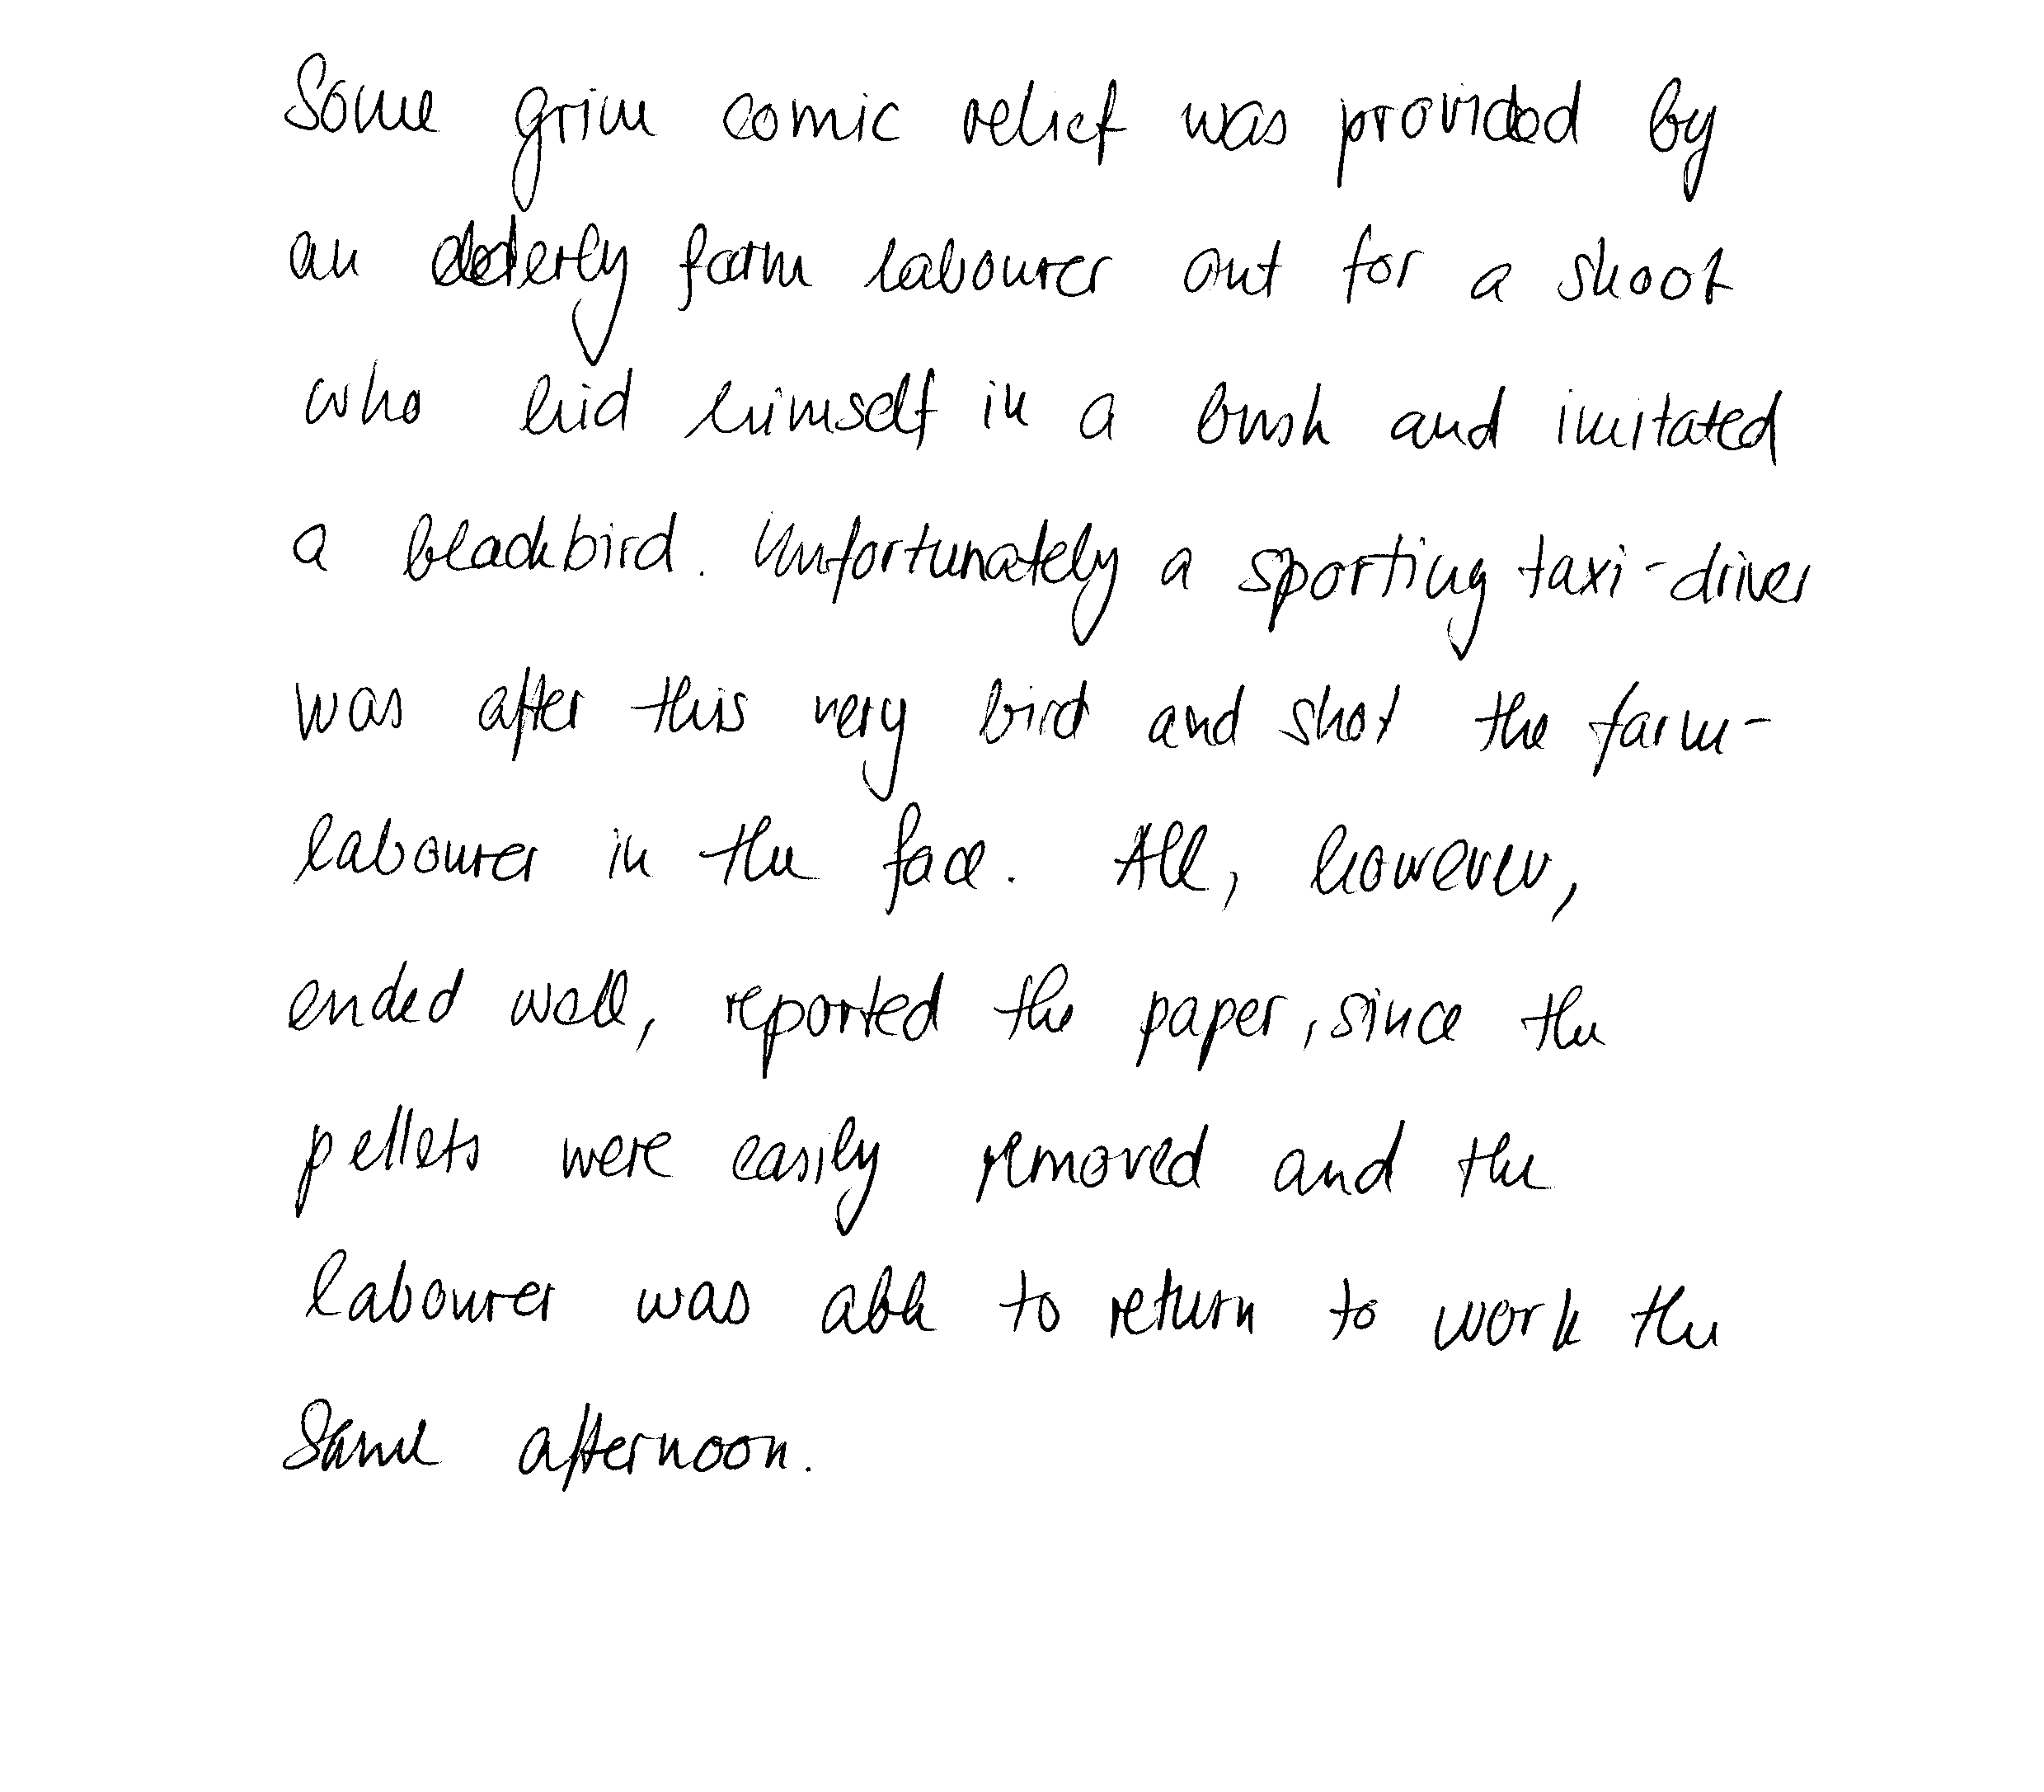 Some grim comic relief was provided by
an elderly farm labourer out for a shoot
who hid himself in a bush and imitated
a blackbird. Unfortunately a sporting taxi-driver
was after this very bird and shot the farm-
labourer in the face. All, however,
ended well, reported the paper, since the
pellets were easily removed and the
labourer was able to return to work the
same afternoon.